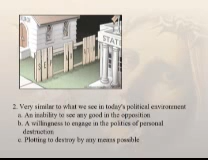 STATE
2. Very similar to what we see in today's political environment
a. An inability to see any good in the opposition
b. A willingness to engage in the politics of personal
destruction
c. Plotting to destroy by any means possible